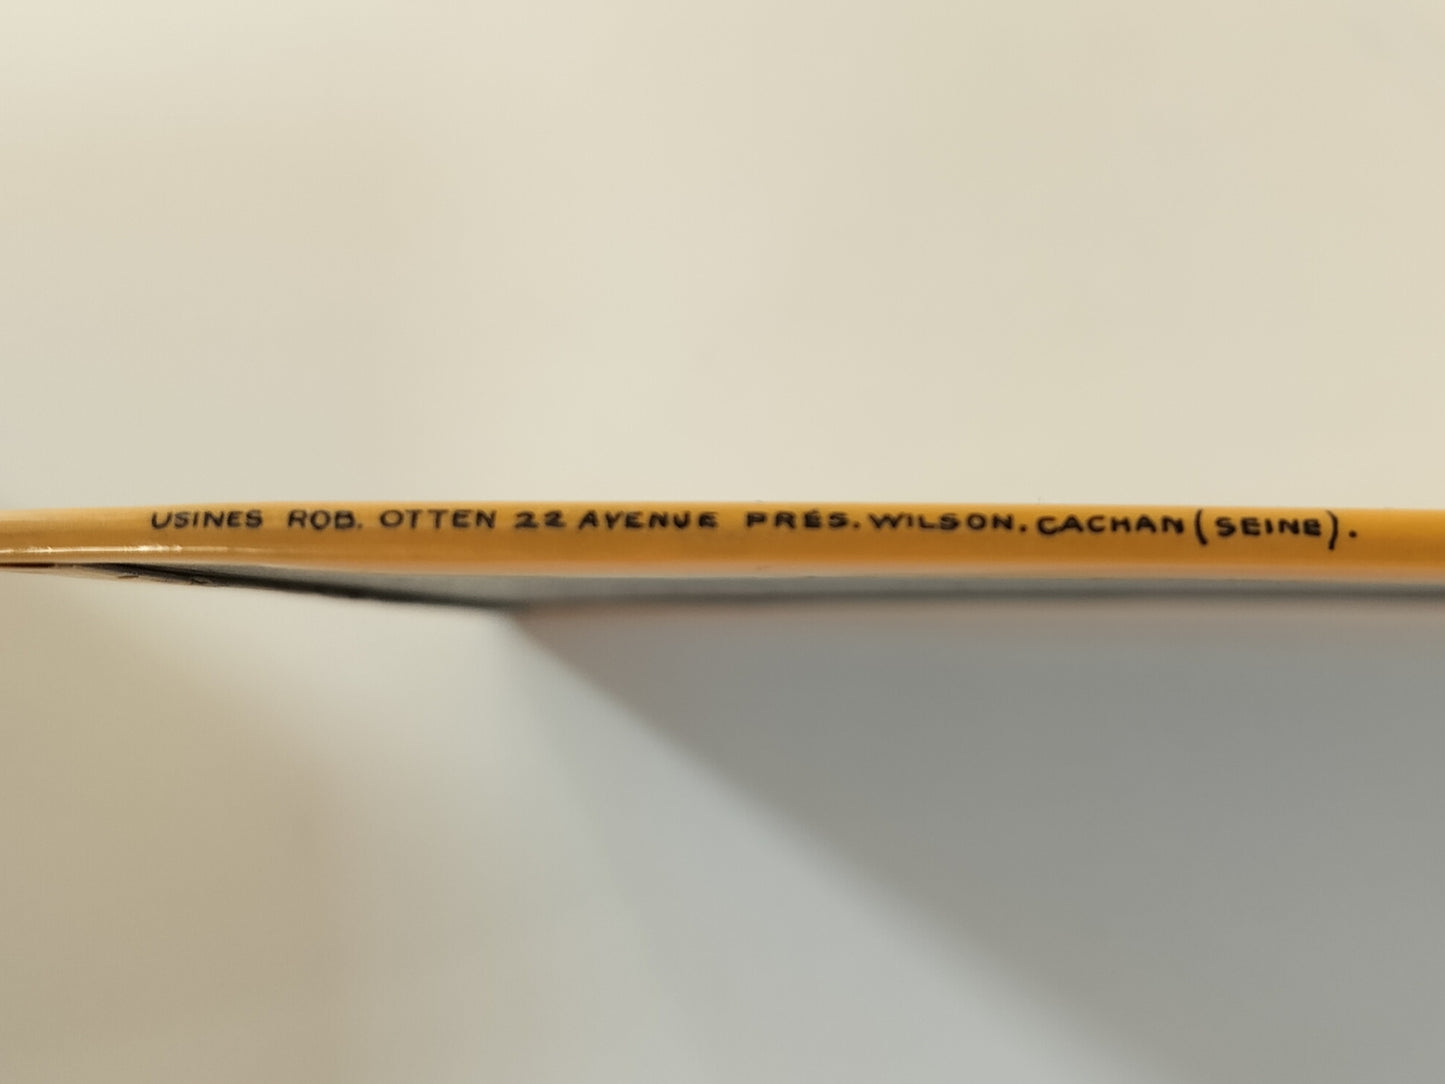 USINES ROB. OTTEN 22 AVENUE PRÉS. WILSON. CACHAN (SEINE).